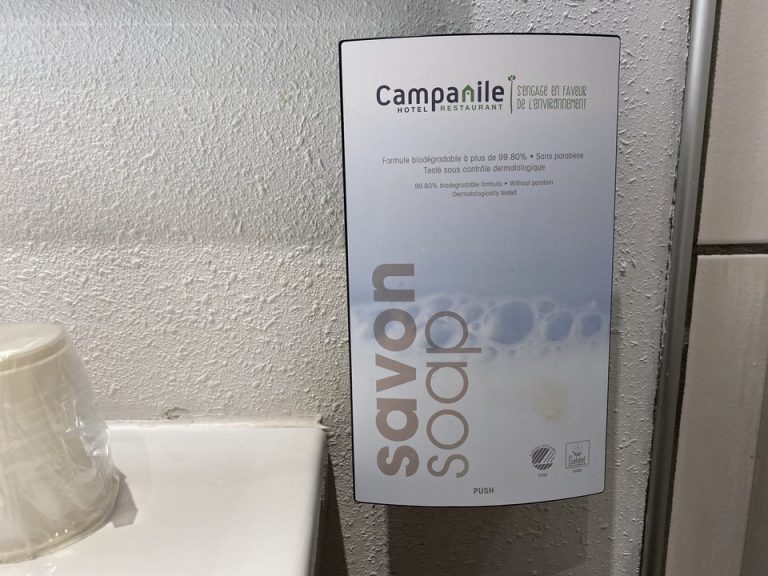 Campanile
HOTEL RESTAURANT
S'ENGAGE EN FAVEUR
DE L'ENVIRONNEMENT
Formule biodégradable à plus de 99.80% • Sans parabène
Testé sous contrôle dermatologique
99.80% biodegradable formula • Without paraben
Dermatologically tested
savon
soap
PUSH